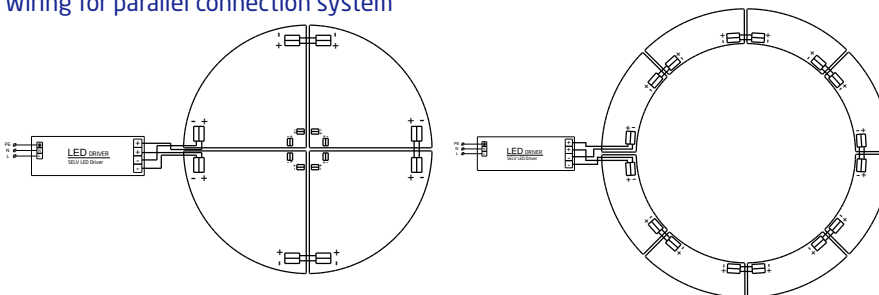 Wiring for parallel connection system
PE
N
L
LED DRIVER
SELV LED Driver
+
+
-
-
- +
- +
-
+
+
-
+ -
+ -
-
+
+
-
PE
N
L
LED DRIVER
SELV LED Driver
+
+
-
-
+ -
- +
+ -
- +
+ -
- +
+ -
- +